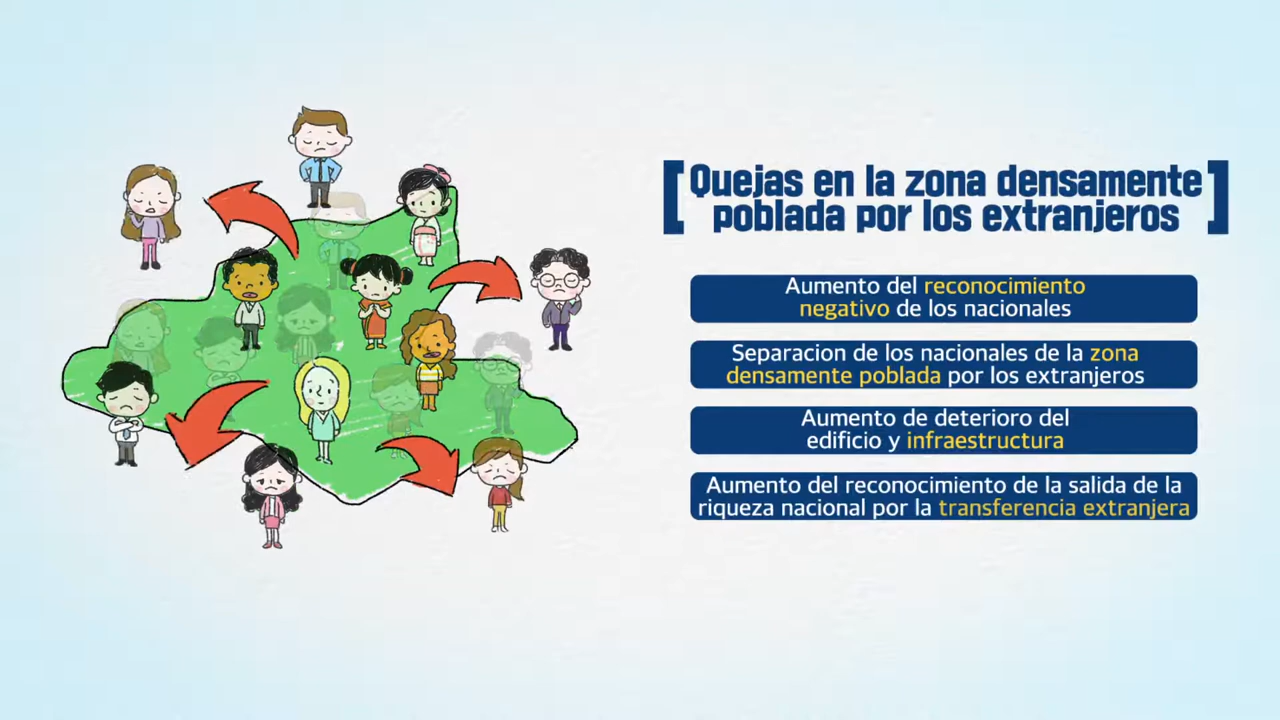 Quejas en la zona densamente
poblada por los extranjeros
Aumento del reconocimiento
negativo de los nacionales
Separacion de los nacionales de la zona
densamente poblada por los extranjeros
Aumento de deterioro del
edificio y infraestructura
Aumento del reconocimiento de la salida de la
riqueza nacional por la transferencia extranjera